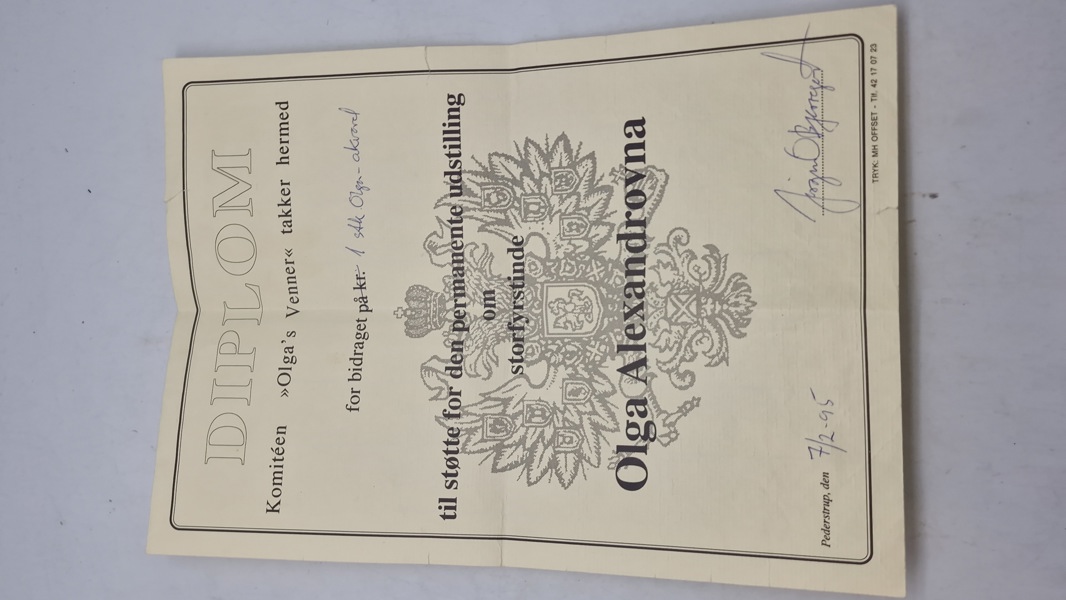 DIPLOM
Komitéen »Olga's Venner« takker hermed
for bidraget på kr. 1 stk Olga-akvarel
til støtte for den permanente udstilling
om
storfyrstinde
Olga Alexandrovna
Pederstrup, den 7/2-95
TRYK: MH OFFSET - Tlf. 42 17 07 23